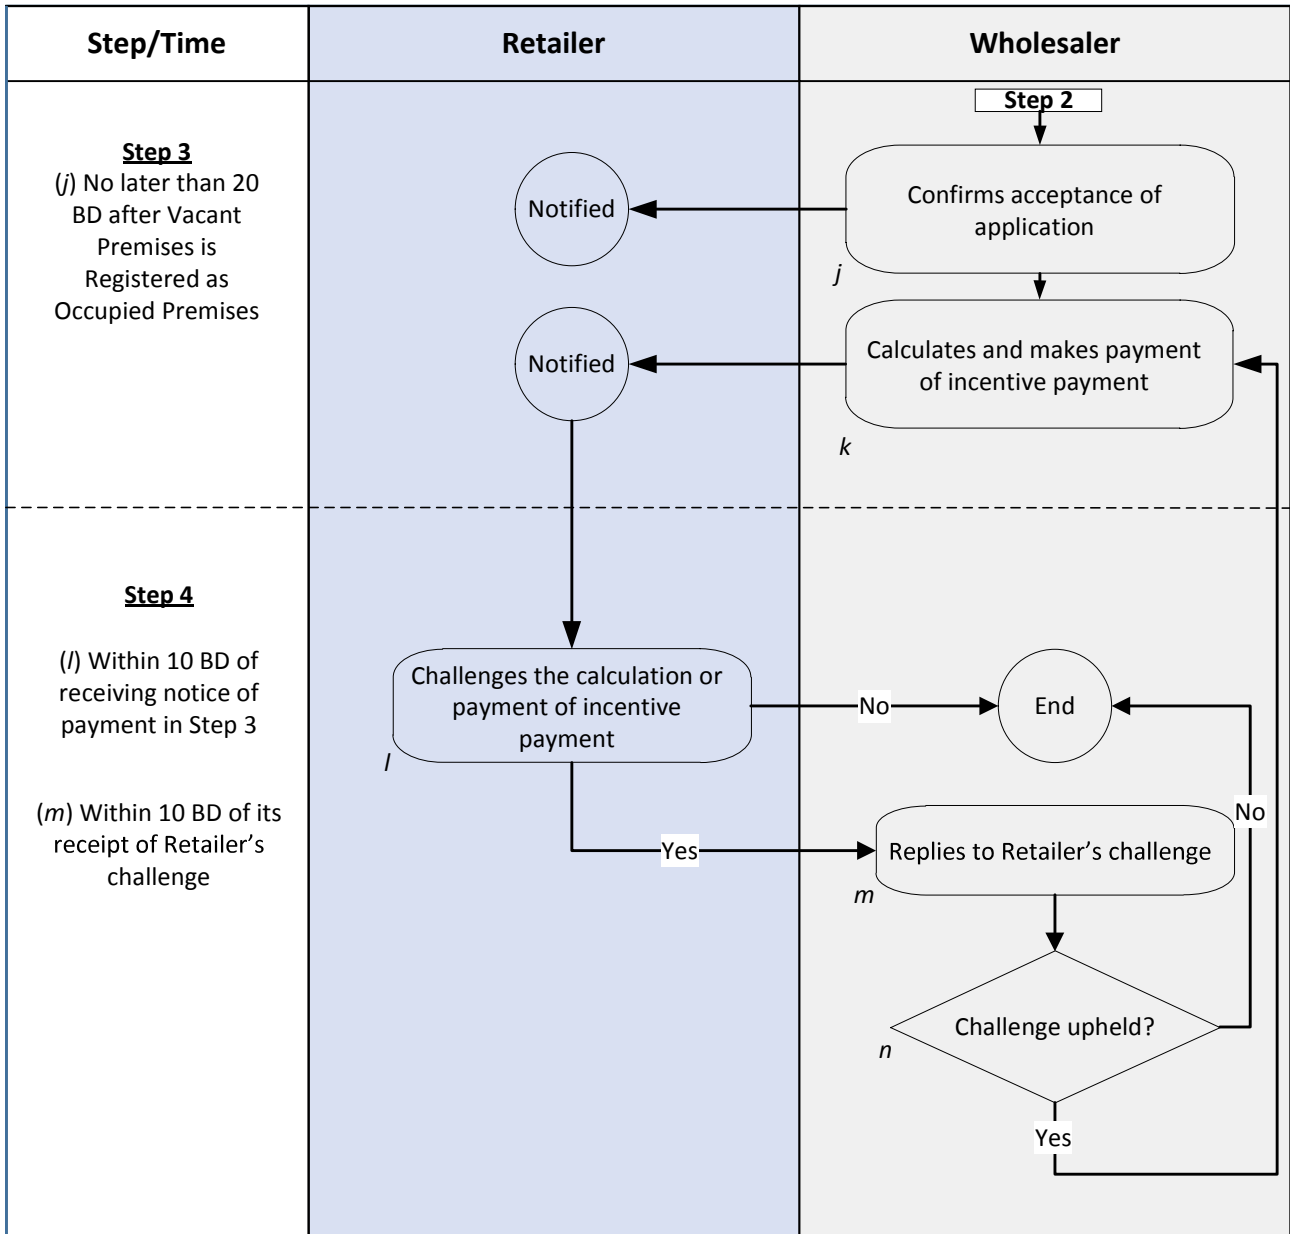 Step/Time
Retailer
Wholesaler
Step 2
Step 3
(j) No later than 20
BD after Vacant
Premises is
Registered as
Occupied Premises
Notified
Confirms acceptance of
application
j
Notified
Calculates and makes payment
of incentive payment
k
Step 4
(l) Within 10 BD of
receiving notice of
payment in Step 3
(m) Within 10 BD of its
receipt of Retailer’s
challenge
Challenges the calculation or
payment of incentive
payment
l
No
End
Yes
Replies to Retailer’s challenge
m
No
Challenge upheld?
n
Yes